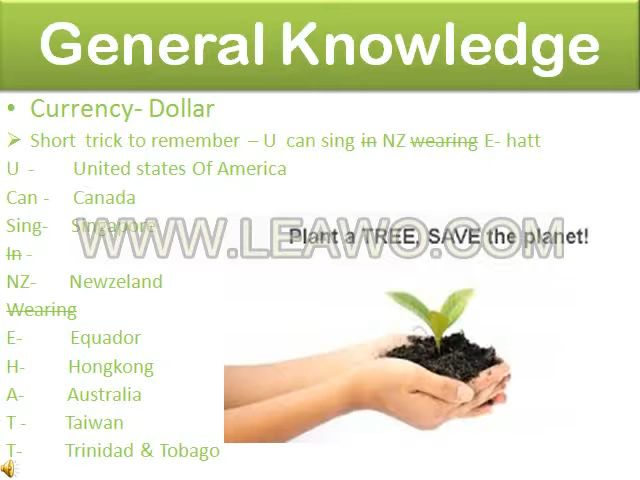 General Knowledge
• Currency- Dollar
➢ Short trick to remember – U can sing in NZ wearing E- hatt
U - United states Of America
Can - Canada
Sing- Singapore
WWW.LEAWO.COM
Plant a TREE, SAVE the planet!
In -
NZ- Newzeland
Wearing
E- Equador
H- Hongkong
A- Australia
T - Taiwan
T- Trinidad & Tobago